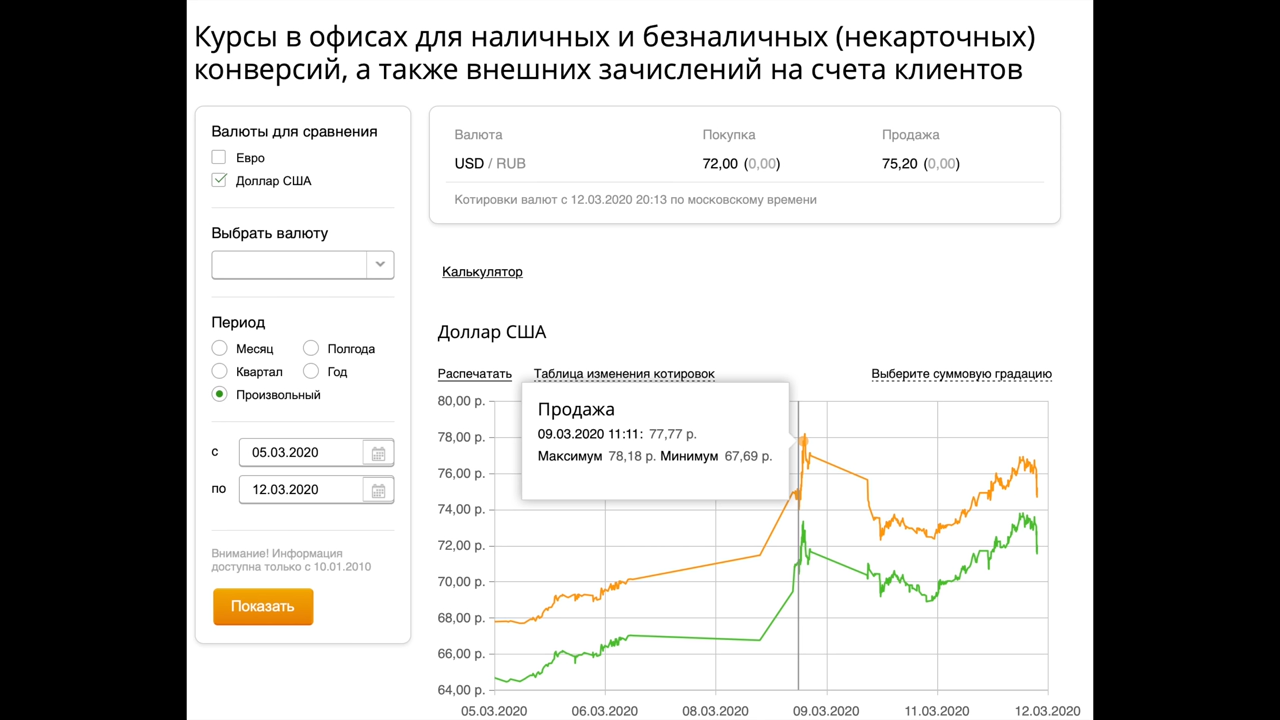 Курсы в офисах для наличных и безналичных (некарточных)
конверсий, а также внешних зачислений на счета клиентов
Валюты для сравнения
Евро
Доллар США
Выбрать валюту
Период
Месяц Полгода
Квартал Год
Произвольный
с 05.03.2020
по 12.03.2020
Внимание! Информация
доступна только с 10.01.2010
Показать
Валюта Покупка Продажа
USD / RUB 72,00 (0,00) 75,20 (0,00)
Котировки валют с 12.03.2020 20:13 по московскому времени
Калькулятор
Доллар США
Распечатать Таблица изменения котировок Выберите суммовую градацию
Продажа
09.03.2020 11:11: 77,77 р.
Максимум 78,18 р. Минимум 67,69 р.
80,00 р.
78,00 р.
76,00 р.
74,00 р.
72,00 р.
70,00 р.
68,00 р.
66,00 р.
64,00 р.
05.03.2020 06.03.2020 08.03.2020 09.03.2020 11.03.2020 12.03.2020